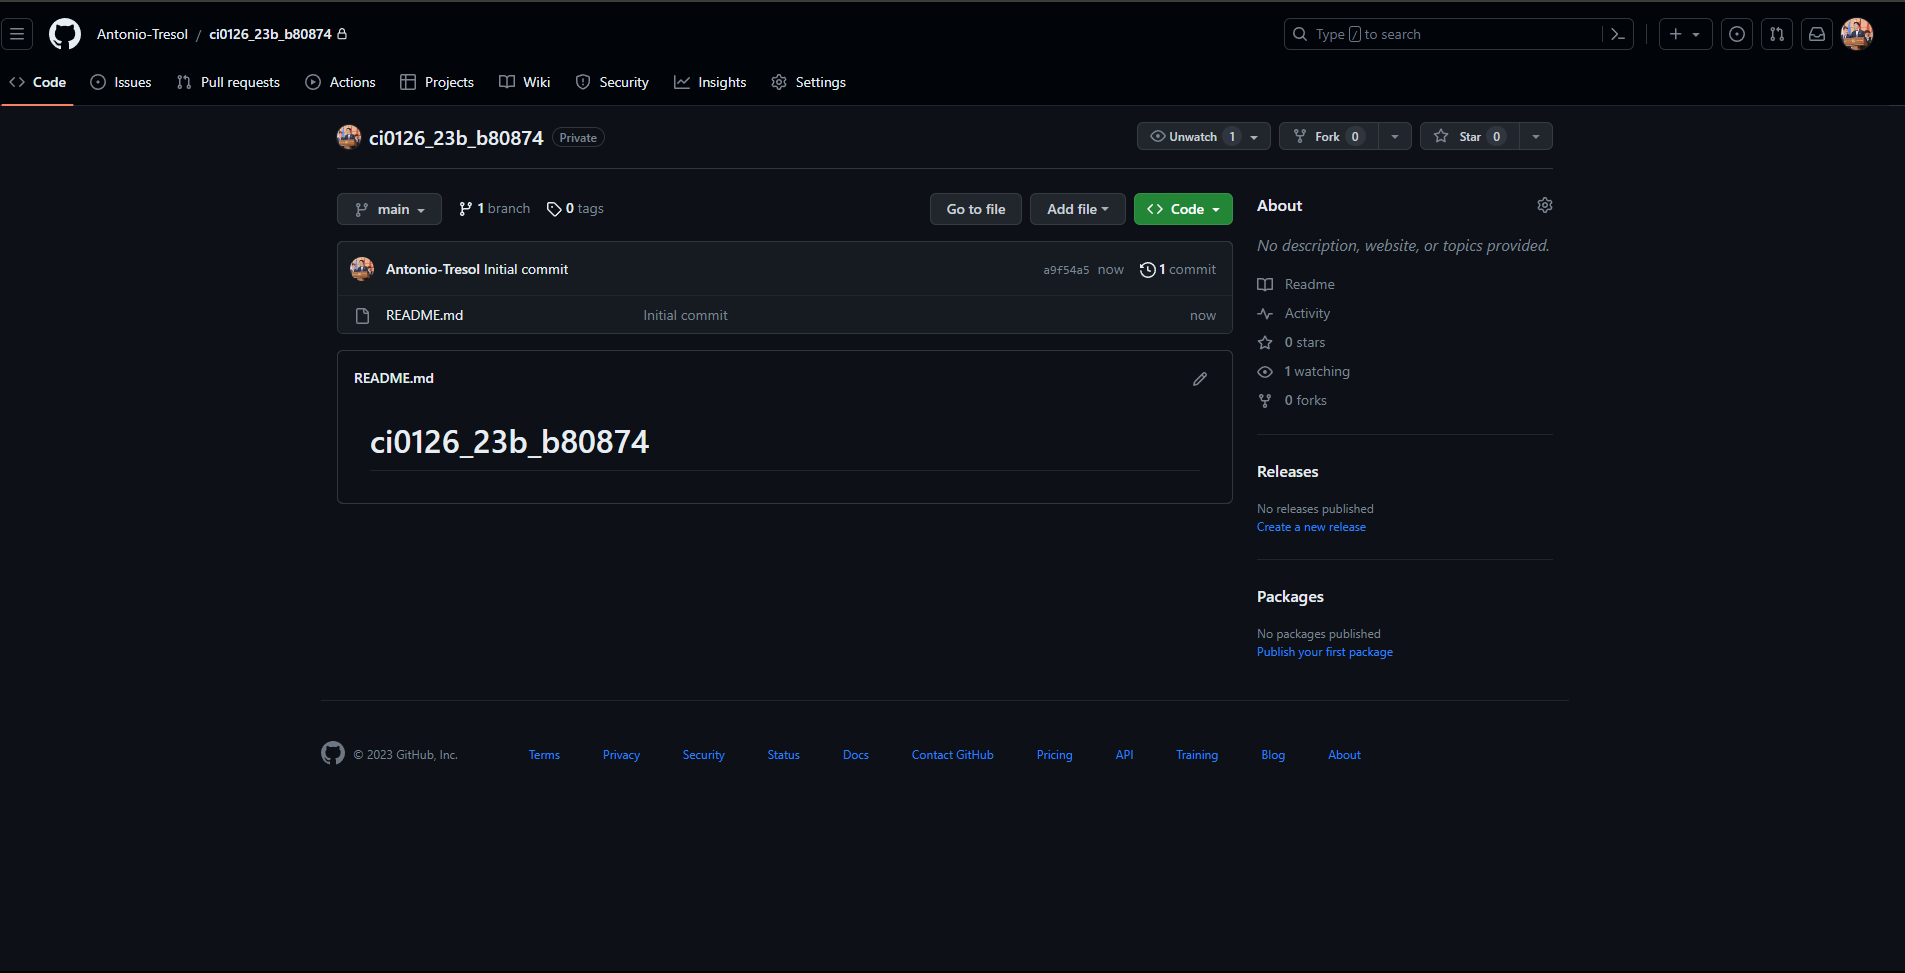 Antonio-Tresol / ci0126_23b_b80874
Type / to search
Code Issues Pull requests Actions Projects Wiki Security Insights Settings
ci0126_23b_b80874 Private
Unwatch 1 Fork 0 Star 0
main 1 branch 0 tags
Go to file Add file Code
Antonio-Tresol Initial commit a9f54a5 now 1 commit
README.md Initial commit now
README.md
ci0126_23b_b80874
About
No description, website, or topics provided.
Readme
Activity
0 stars
1 watching
0 forks
Releases
No releases published
Create a new release
Packages
No packages published
Publish your first package
© 2023 GitHub, Inc. Terms Privacy Security Status Docs Contact GitHub Pricing API Training Blog About